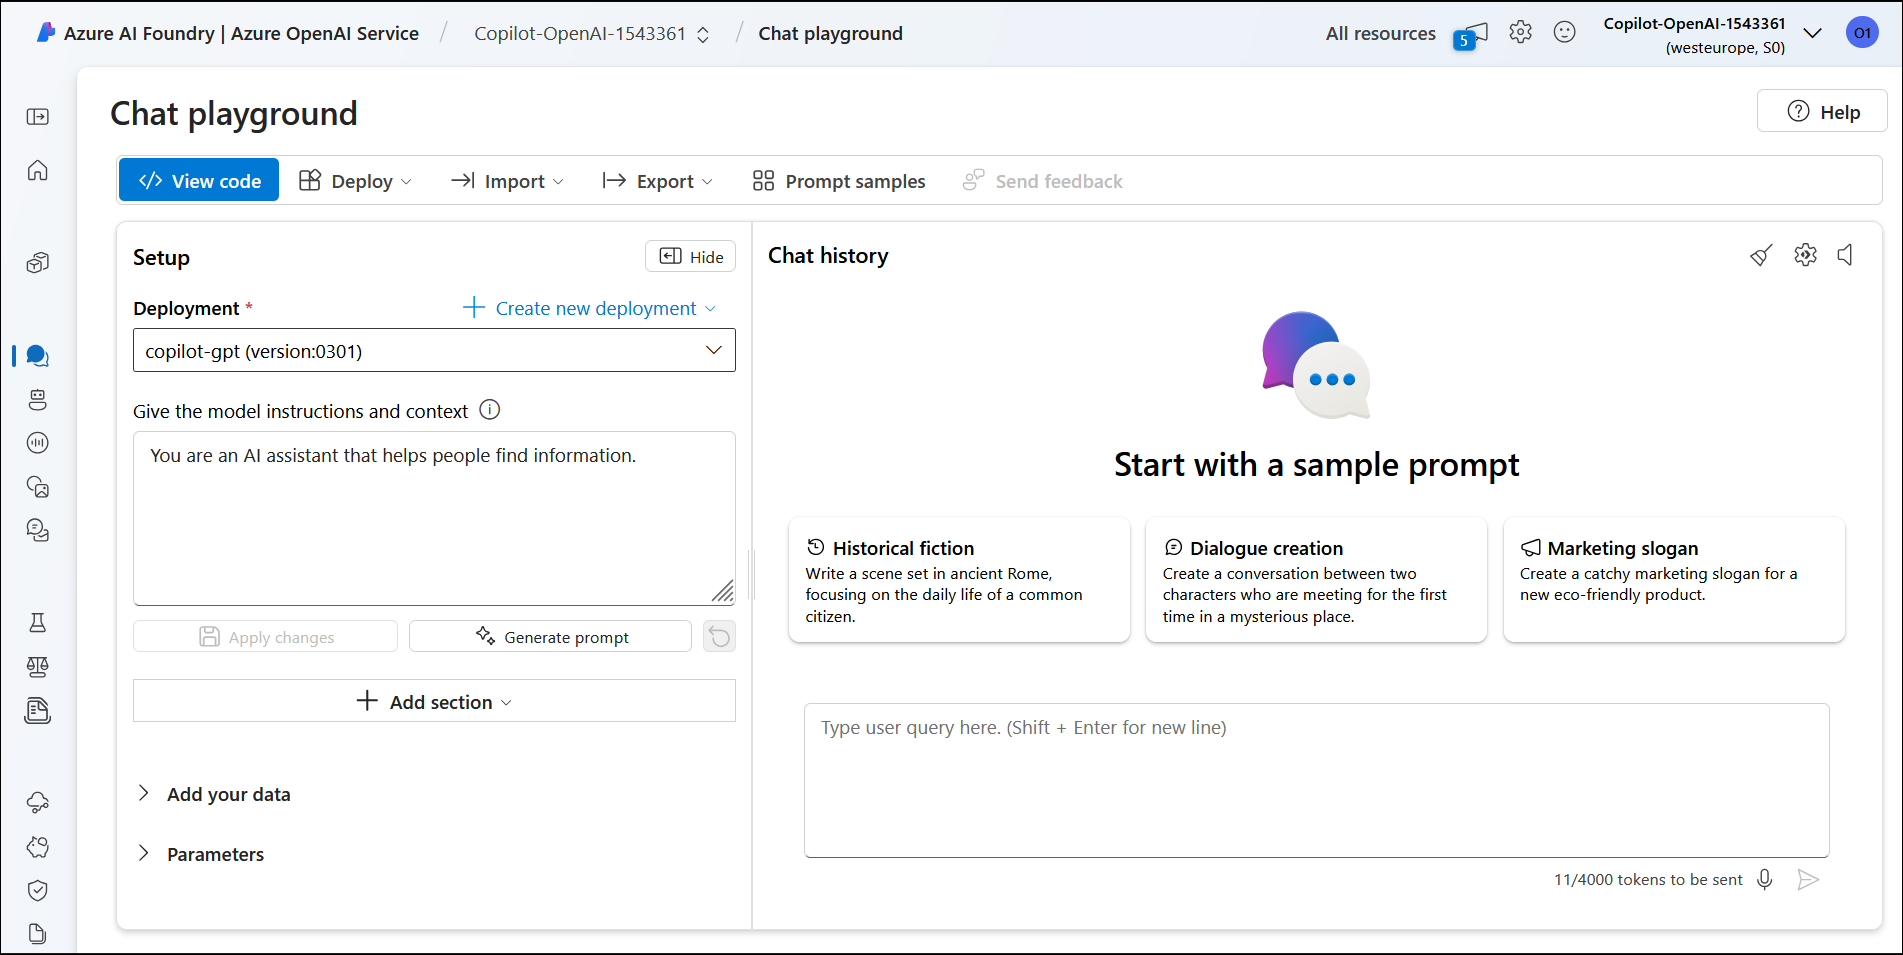 Azure AI Foundry | Azure OpenAI Service / Copilot-OpenAI-1543361 / Chat playground
All resources
5
Copilot-OpenAI-1543361
(westeurope, S0)
O1
Chat playground
Help
View code Deploy Import Export Prompt samples Send feedback
Setup
Hide
Deployment *
Create new deployment
copilot-gpt (version:0301)
Give the model instructions and context
You are an AI assistant that helps people find information.
Apply changes
Generate prompt
Add section
Add your data
Parameters
Chat history
Start with a sample prompt
Historical fiction
Write a scene set in ancient Rome,
focusing on the daily life of a common
citizen.
Dialogue creation
Create a conversation between two
characters who are meeting for the first
time in a mysterious place.
Marketing slogan
Create a catchy marketing slogan for a
new eco-friendly product.
Type user query here. (Shift + Enter for new line)
11/4000 tokens to be sent